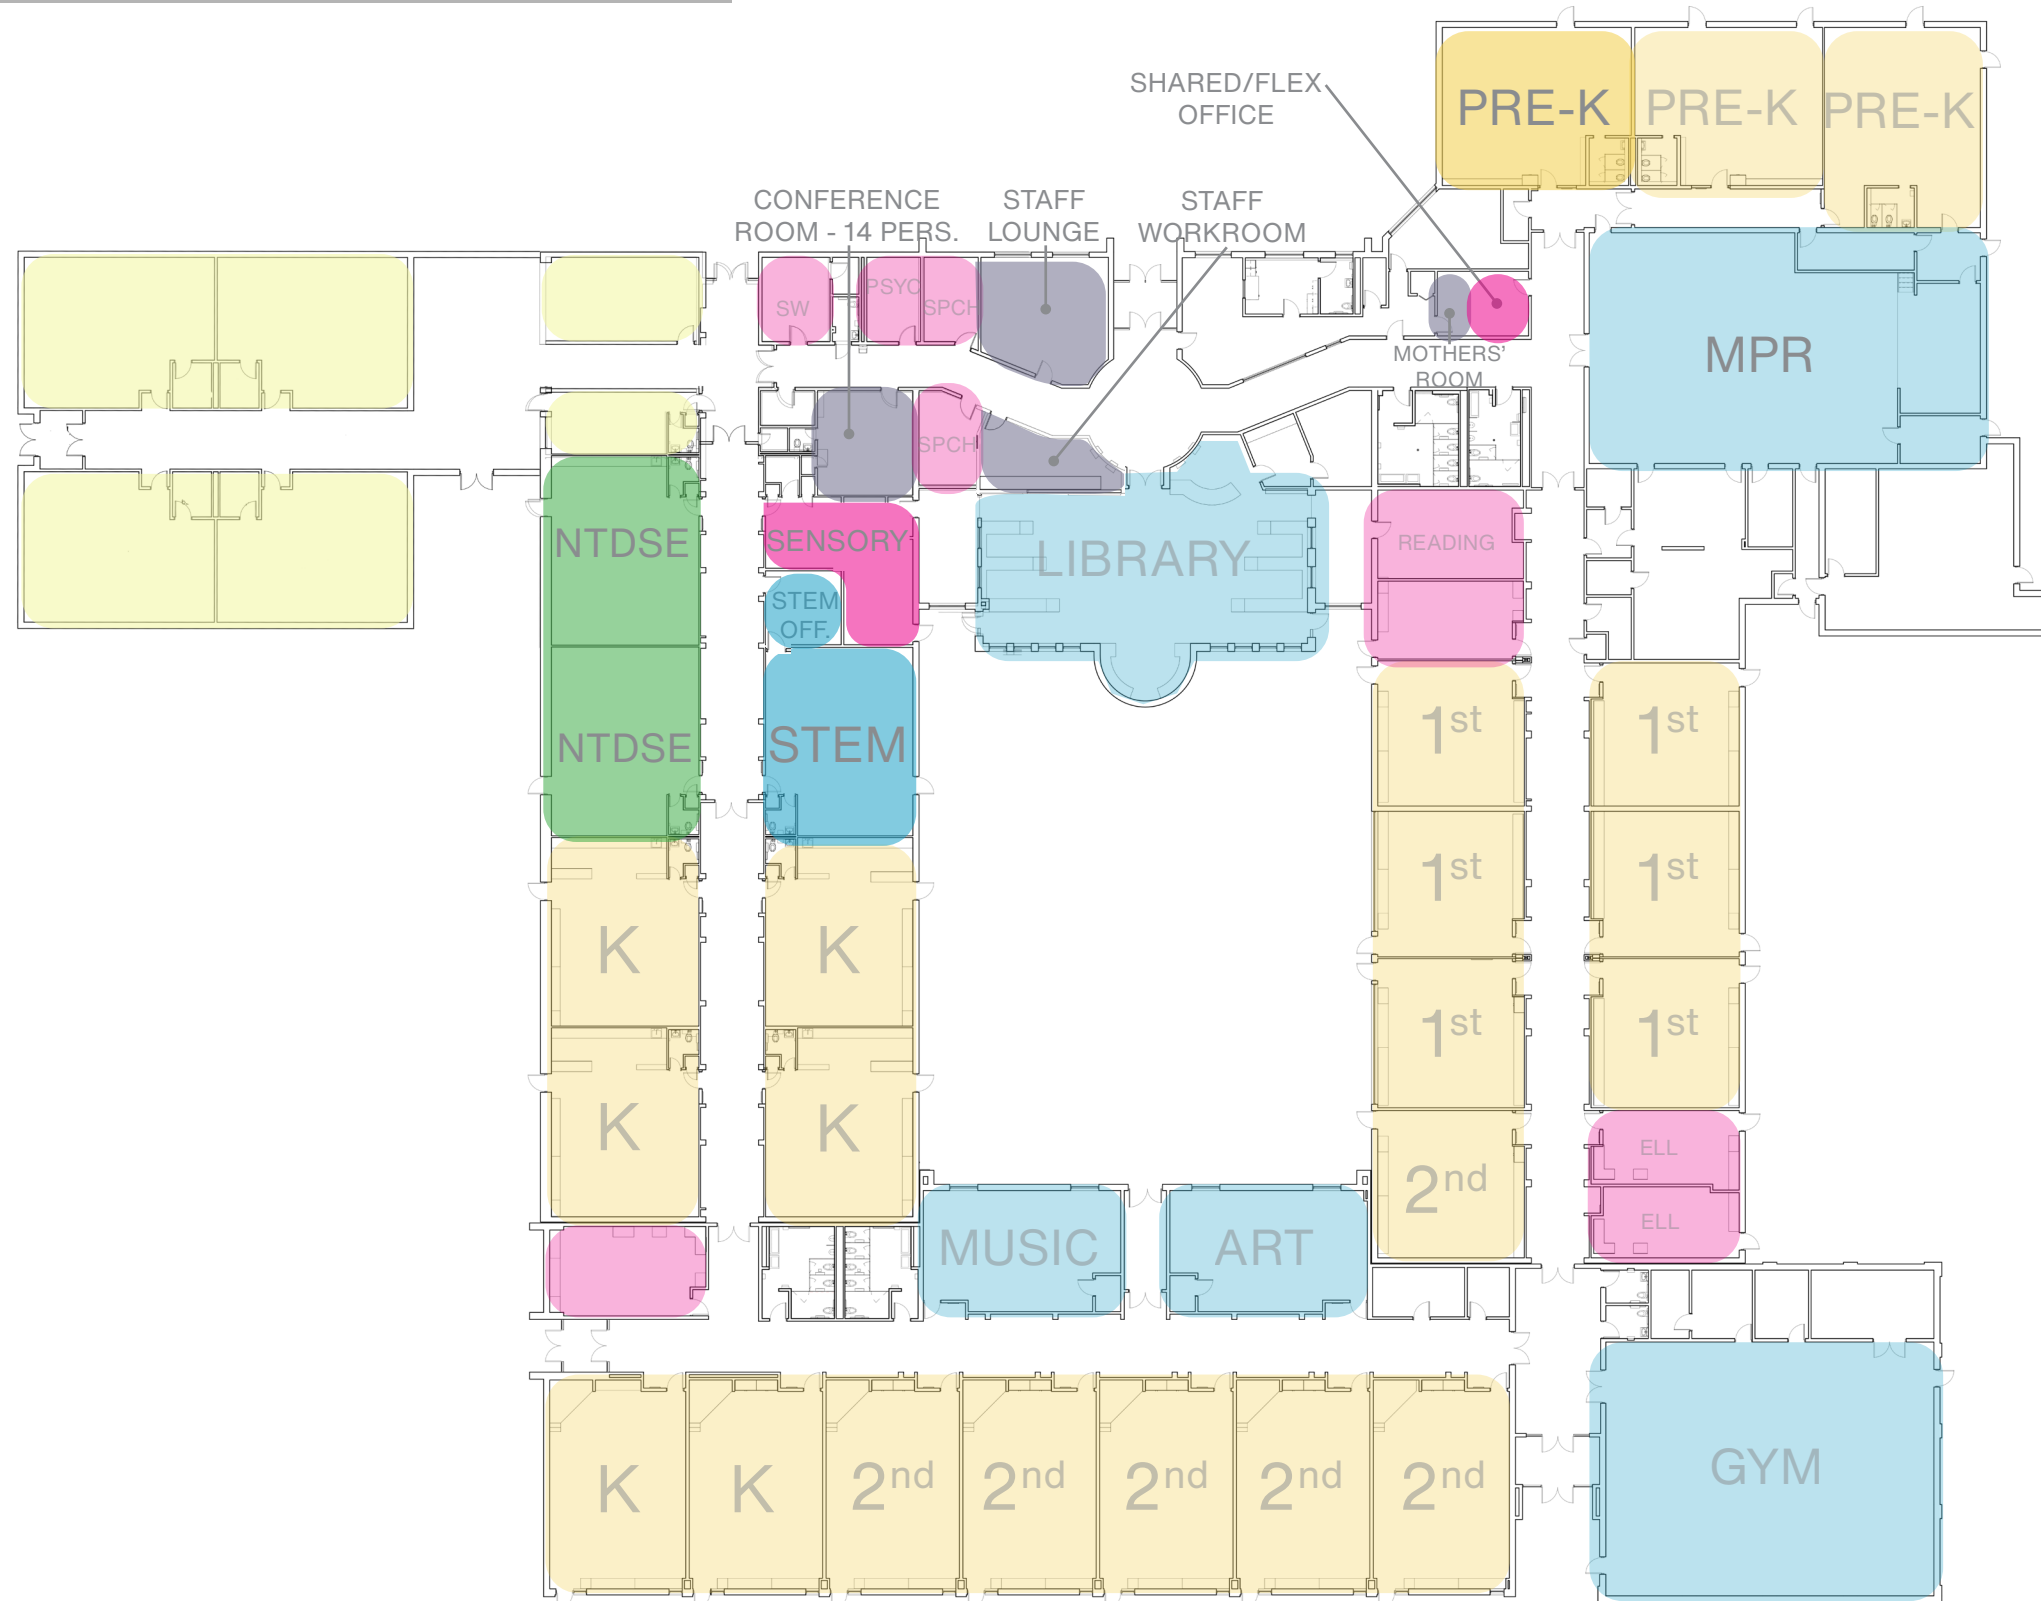 SHARED/FLEX
OFFICE
PRE-K
PRE-K
PRE-K
CONFERENCE
ROOM - 14 PERS.
STAFF
LOUNGE
STAFF
WORKROOM
SW
PSYC
SPCH
MOTHERS'
ROOM
MPR
SPCH
NTDSE
SENSORY
LIBRARY
READING
STEM
OFF.
NTDSE
STEM
1st
1st
1st
1st
K
K
1st
1st
K
K
2nd
ELL
ELL
MUSIC
ART
K
K
2nd
2nd
2nd
2nd
2nd
GYM